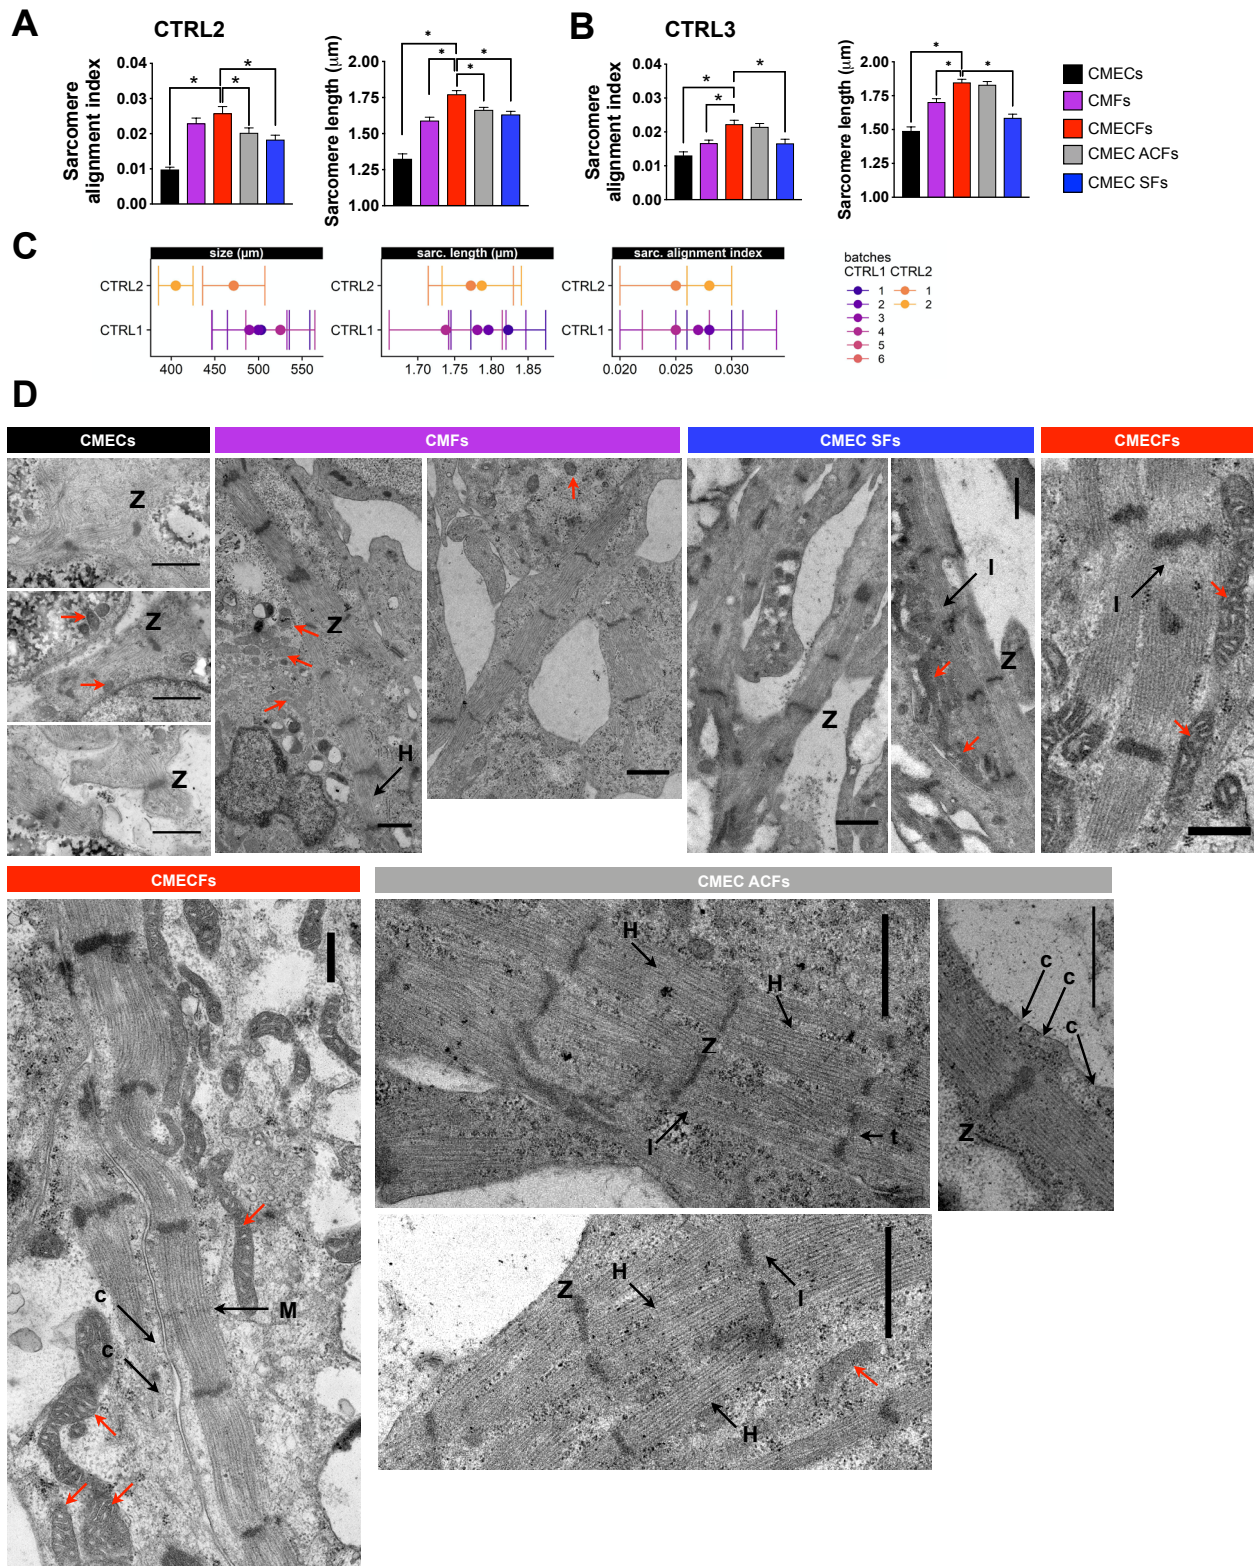 A
CTRL2
Sarcomere
alignment index
0.04
0.03
0.02
0.01
0.00
*
*
*
Sarcomere length (µm)
2.00
1.75
1.50
1.25
1.00
*
*
*
*
B
CTRL3
Sarcomere
alignment index
0.04
0.03
0.02
0.01
0.00
*
*
*
Sarcomere length (µm)
2.00
1.75
1.50
1.25
1.00
*
*
*
CMECs
CMFs
CMECFs
CMEC ACFs
CMEC SFs
C
size (µm)
CTRL2
CTRL1
400 450 500 550
sarc. length (µm)
CTRL2
CTRL1
1.70 1.75 1.80 1.85
sarc. alignment index
CTRL2
CTRL1
0.020 0.025 0.030
batches
CTRL1 CTRL2
1 1
2 2
3
4
5
6
D
CMECs
Z
Z
Z
CMFs
Z
H
CMEC SFs
Z
I
Z
CMECFs
I
CMECFs
c
c
M
CMEC ACFs
H
H
Z
I
t
c
c
c
Z
Z
H
I
H